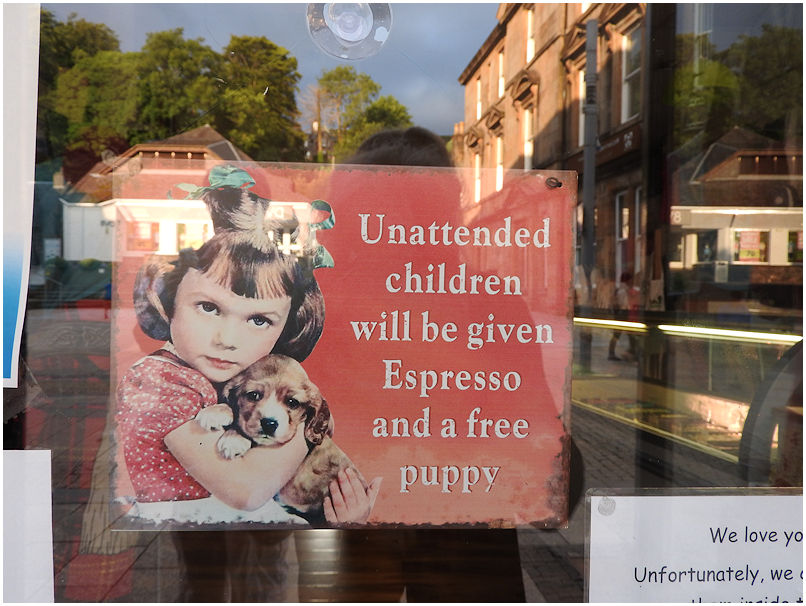 Unattended
children
will be given
Espresso
and a free
puppy
We love yo
Unfortunately, we